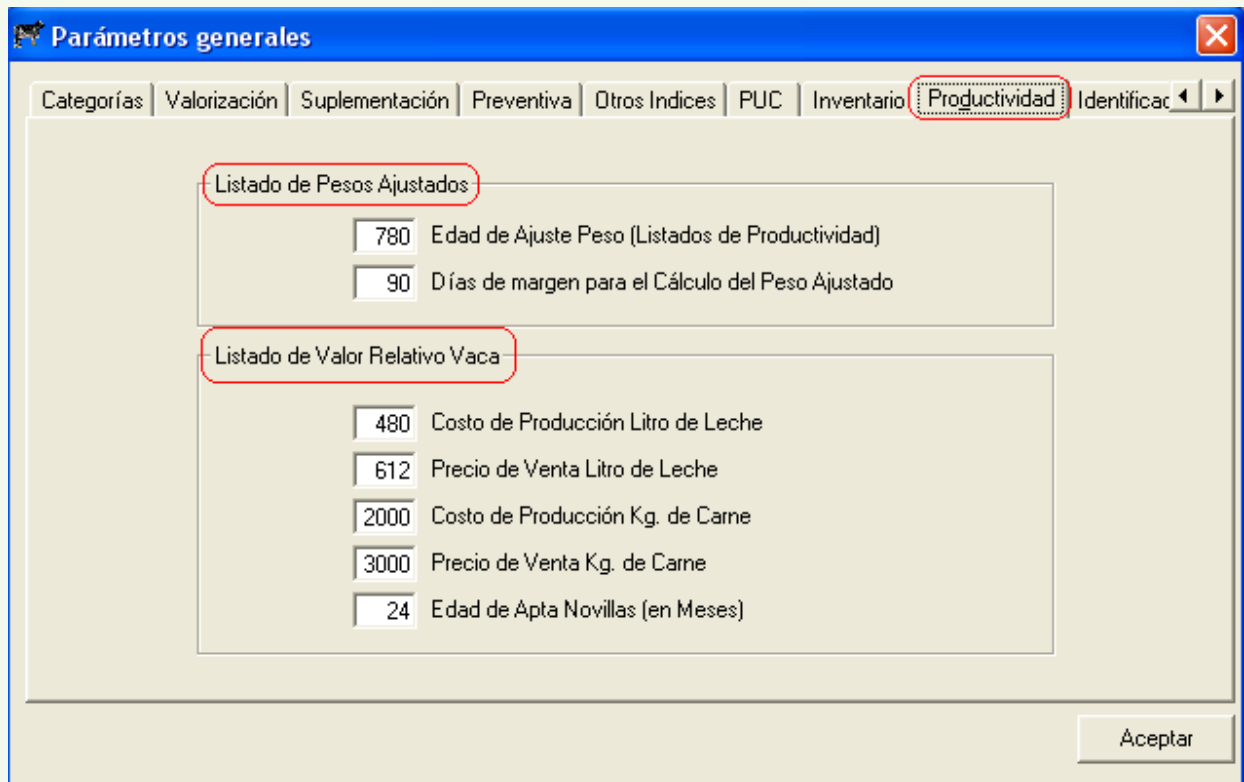 Parámetros generales
Categorías Valorización Suplementación Preventiva Otros Indices PUC Inventario Productividad Identificac
Listado de Pesos Ajustados
780 Edad de Ajuste Peso (Listados de Productividad)
90 Días de margen para el Cálculo del Peso Ajustado
Listado de Valor Relativo Vaca
480 Costo de Producción Litro de Leche
612 Precio de Venta Litro de Leche
2000 Costo de Producción Kg. de Carne
3000 Precio de Venta Kg. de Carne
24 Edad de Apta Novillas (en Meses)
Aceptar